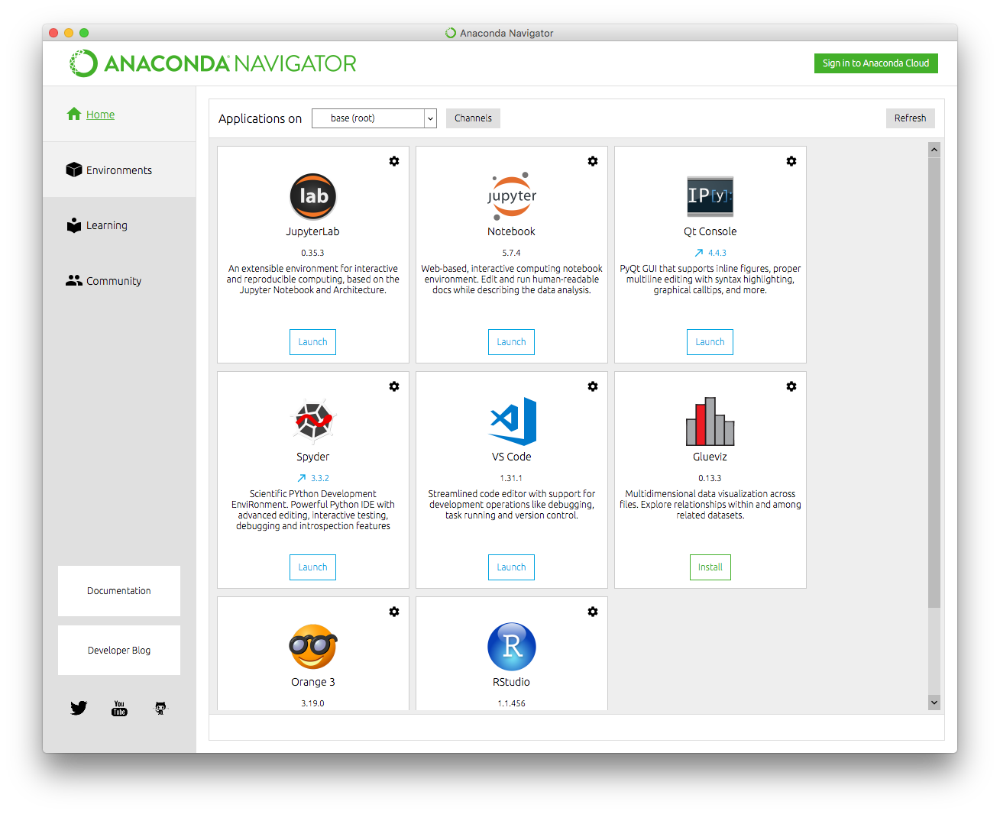 Anaconda Navigator
ANACONDA NAVIGATOR
Sign in to Anaconda Cloud
Home
Environments
Learning
Community
Documentation
Developer Blog
You
Tube
Applications on
base (root)
Channels
Refresh
lab
JupyterLab
0.35.3
An extensible environment for interactive
and reproducible computing, based on the
Jupyter Notebook and Architecture.
Launch
jupyter
Notebook
5.7.4
Web-based, interactive computing notebook
environment. Edit and run human-readable
docs while describing the data analysis.
Launch
IP[y]:
Qt Console
4.4.3
PyQt GUI that supports inline figures, proper
multiline editing with syntax highlighting,
graphical calltips, and more.
Launch
Spyder
3.3.2
Scientific PYthon Development
EnviRonment. Powerful Python IDE with
advanced editing, interactive testing,
debugging and introspection features
Launch
VS Code
1.31.1
Streamlined code editor with support for
development operations like debugging,
task running and version control.
Launch
Glueviz
0.13.3
Multidimensional data visualization across
files. Explore relationships within and among
related datasets.
Install
Orange 3
3.19.0
R
RStudio
1.1.456